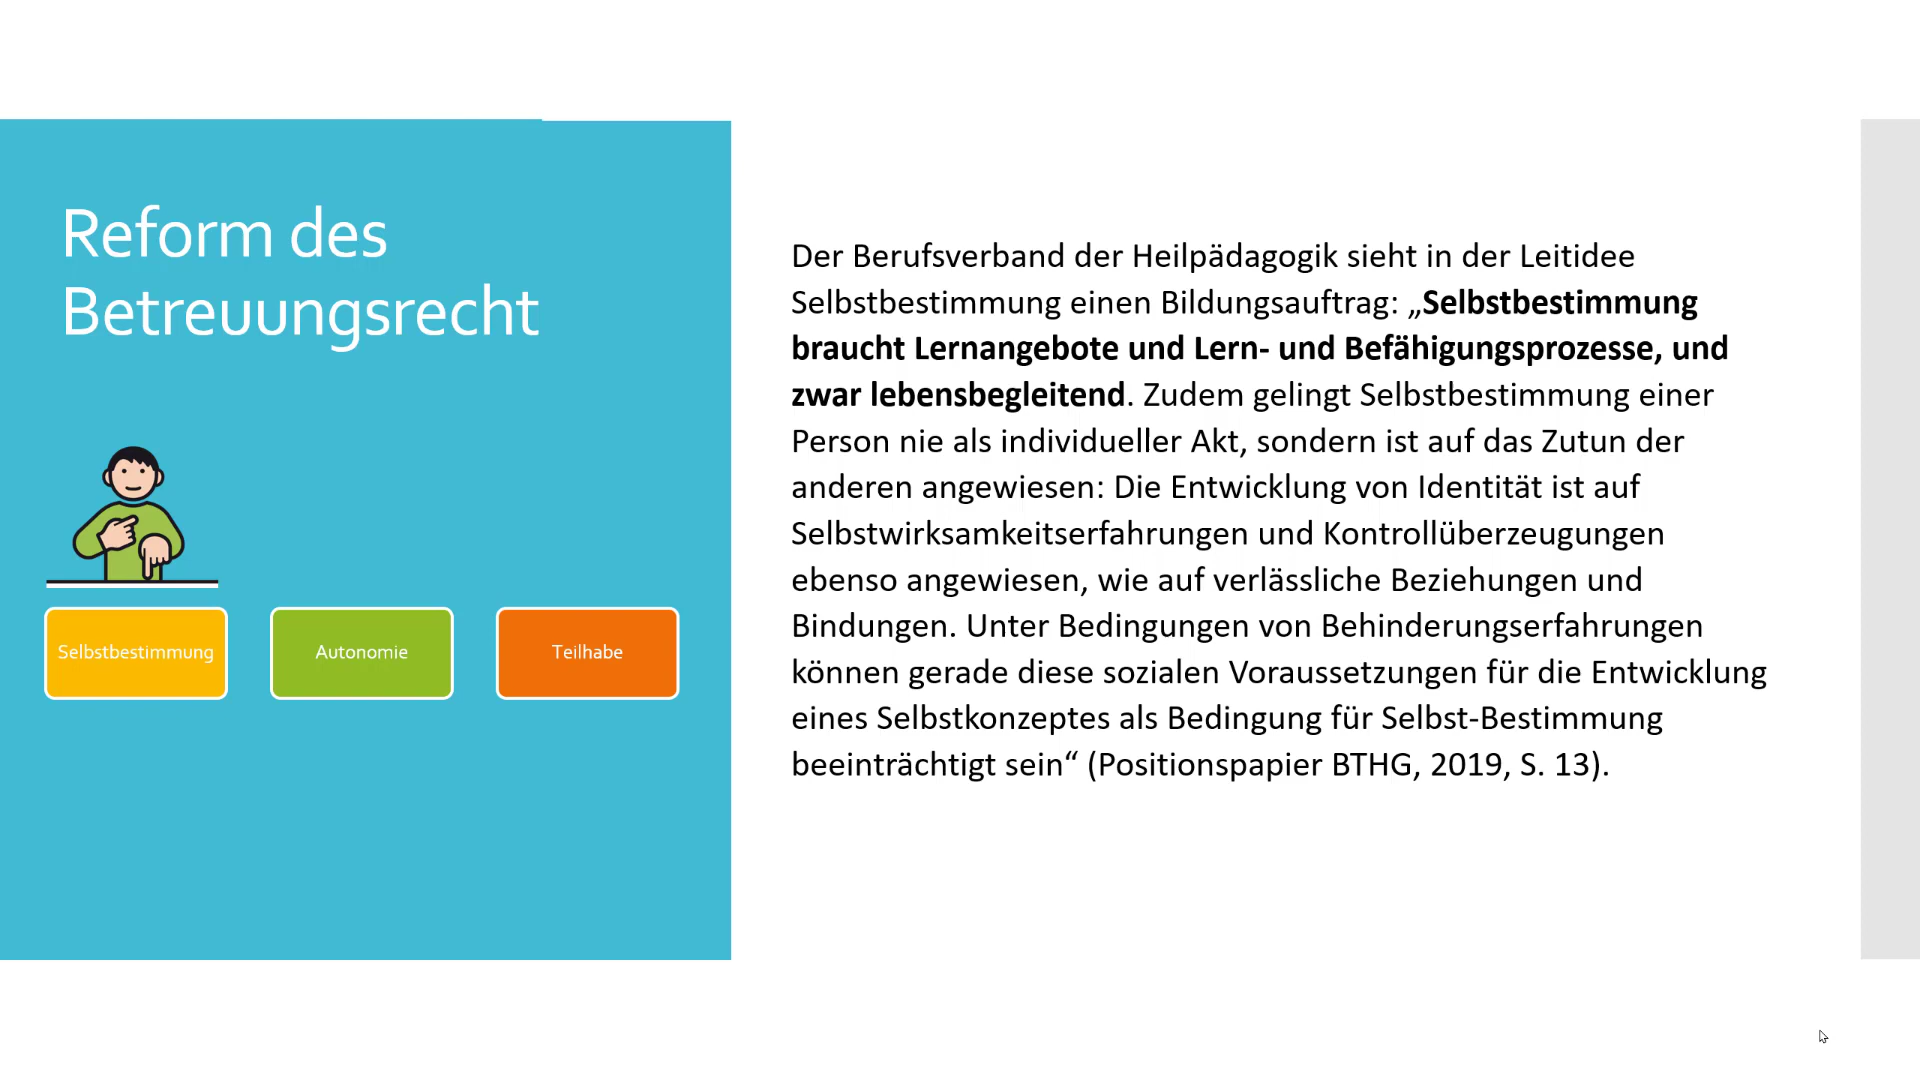 Reform des
Betreuungsrecht
Selbstbestimmung
Autonomie
Teilhabe
Der Berufsverband der Heilpädagogik sieht in der Leitidee
Selbstbestimmung einen Bildungsauftrag: „Selbstbestimmung
braucht Lernangebote und Lern- und Befähigungsprozesse, und
zwar lebensbegleitend. Zudem gelingt Selbstbestimmung einer
Person nie als individueller Akt, sondern ist auf das Zutun der
anderen angewiesen: Die Entwicklung von Identität ist auf
Selbstwirksamkeitserfahrungen und Kontrollüberzeugungen
ebenso angewiesen, wie auf verlässliche Beziehungen und
Bindungen. Unter Bedingungen von Behinderungserfahrungen
können gerade diese sozialen Voraussetzungen für die Entwicklung
eines Selbstkonzeptes als Bedingung für Selbst-Bestimmung
beeinträchtigt sein“ (Positionspapier BTHG, 2019, S. 13).